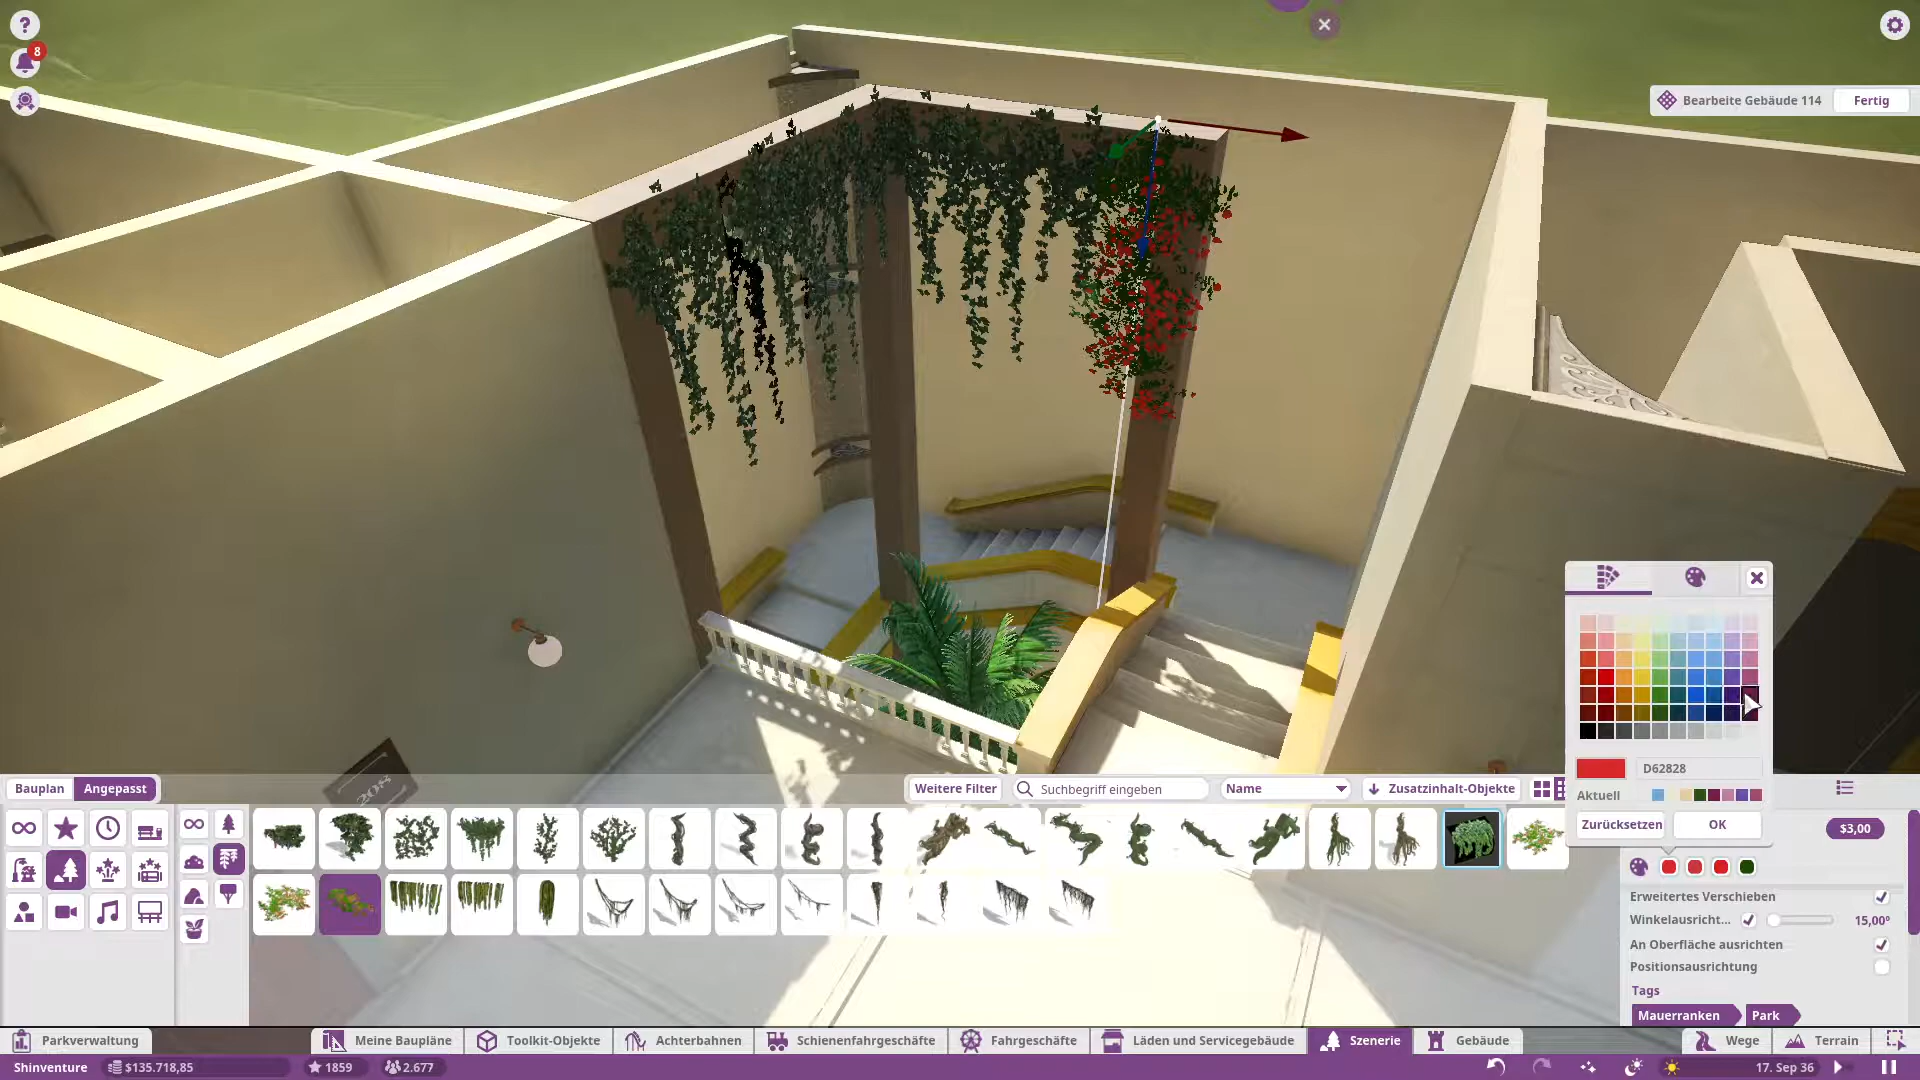 ?
8
Bearbeite Gebäude 114
Fertig
D62828
Aktuell
Zurücksetzen
OK
Bauplan
Angepasst
Weitere Filter
Suchbegriff eingeben
Name
Zusatzinhalt-Objekte
$3,00
Erweitertes Verschieben
Winkelausricht...
15,00°
An Oberfläche ausrichten
Positionsausrichtung
Tags
Mauerranken
Park
Parkverwaltung
Meine Baupläne
Toolkit-Objekte
Achterbahnen
Schienenfahrgeschäfte
Fahrgeschäfte
Läden und Servicegebäude
Szenerie
Gebäude
Wege
Terrain
Shinventure
$135.718,85
1859
2.677
17. Sep 36